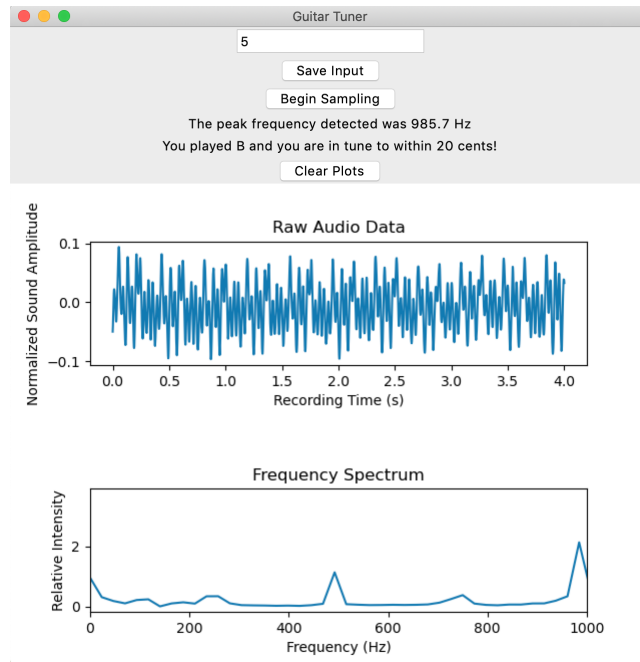 Guitar Tuner
5
Save Input
Begin Sampling
The peak frequency detected was 985.7 Hz
You played B and you are in tune to within 20 cents!
Clear Plots
Raw Audio Data
Normalized Sound Amplitude
0.1
0.0
−0.1
0.0 0.5 1.0 1.5 2.0 2.5 3.0 3.5 4.0
Recording Time (s)
Frequency Spectrum
Relative Intensity
2
0
0 200 400 600 800 1000
Frequency (Hz)